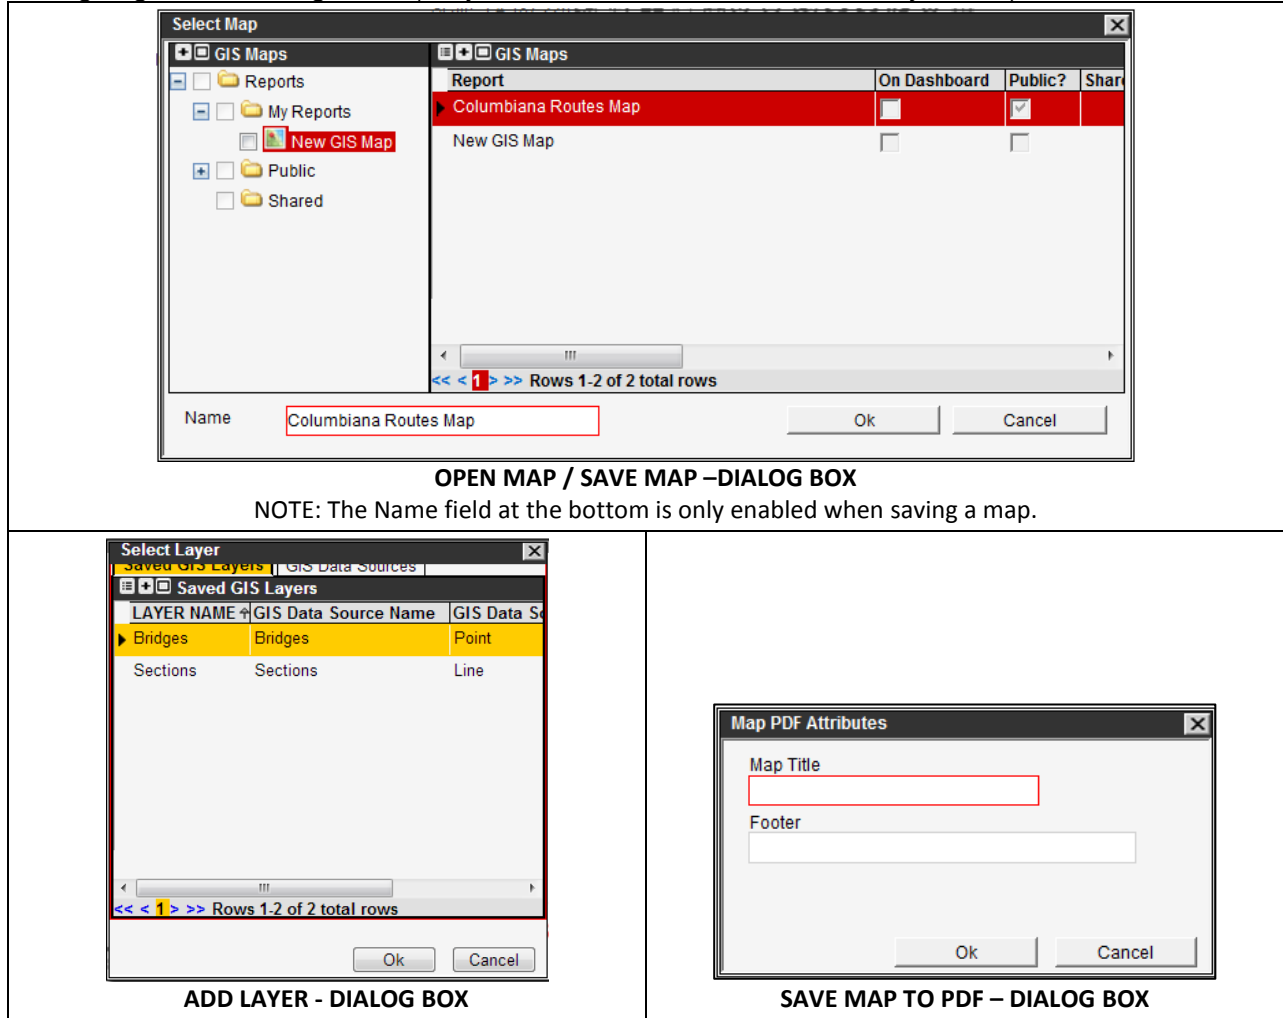 Select Map
GIS Maps
Reports
My Reports
New GIS Map
Public
Shared
GIS Maps
Report On Dashboard Public? Shar
Columbiana Routes Map
New GIS Map
<< < 1 > >> Rows 1-2 of 2 total rows
Name Columbiana Routes Map Ok Cancel
OPEN MAP / SAVE MAP –DIALOG BOX
NOTE: The Name field at the bottom is only enabled when saving a map.
Select Layer
Saved GIS Layers GIS Data Sources
Saved GIS Layers
LAYER NAME GIS Data Source Name GIS Data So
Bridges Bridges Point
Sections Sections Line
<< < 1 > >> Rows 1-2 of 2 total rows
Ok Cancel
ADD LAYER - DIALOG BOX
Map PDF Attributes
Map Title
Footer
Ok Cancel
SAVE MAP TO PDF – DIALOG BOX